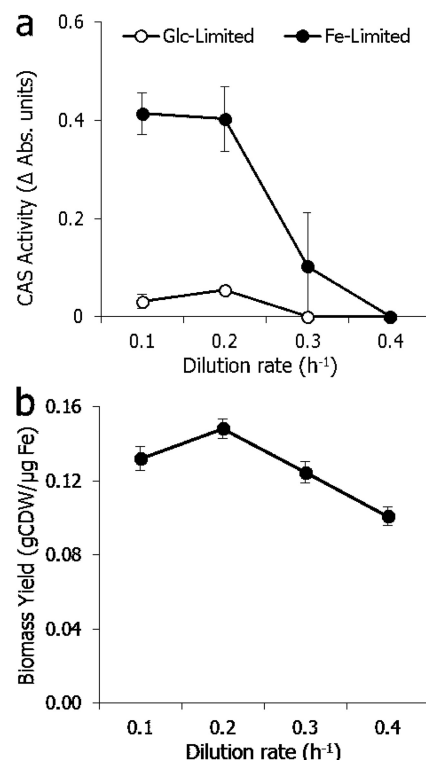 a
Glc-Limited Fe-Limited
CAS Activity (Δ Abs. units)
0.6
0.4
0.2
0
0.1 0.2 0.3 0.4
Dilution rate (h-1)
b
Biomass Yield (gCDW/µg Fe)
0.16
0.12
0.08
0.04
0.00
0.1 0.2 0.3 0.4
Dilution rate (h-1)